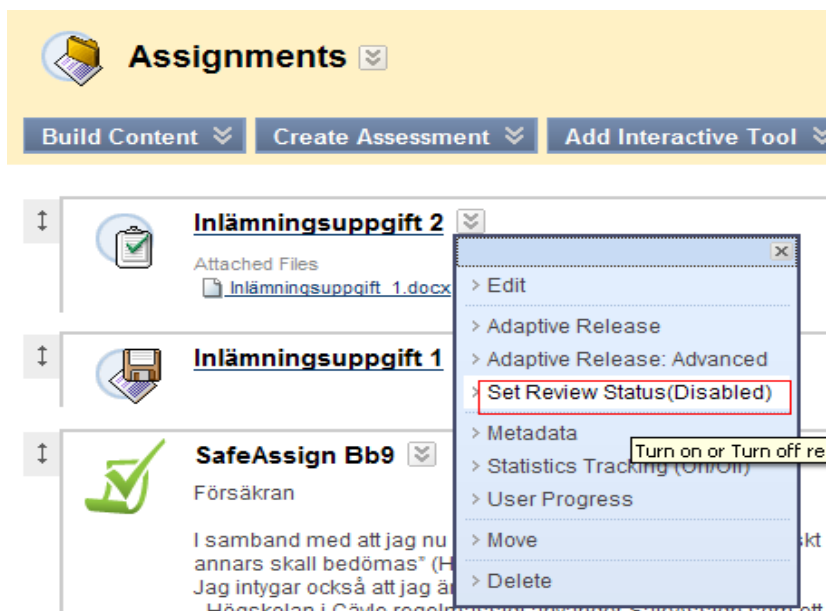 Assignments
Build Content Create Assessment Add Interactive Tool
Inlämningsuppgift 2
Attached Files
Inlämningsuppgift_1.docx
> Edit
> Adaptive Release
> Adaptive Release: Advanced
> Set Review Status(Disabled)
> Metadata
Turn on or Turn off re
> Statistics Tracking (On/Off)
> User Progress
> Move
> Delete
Inlämningsuppgift 1
SafeAssign Bb9
Försäkran
I samband med att jag nu
annars skall bedömas" (H
Jag intygar också att jag är
Högskolan i Gävle